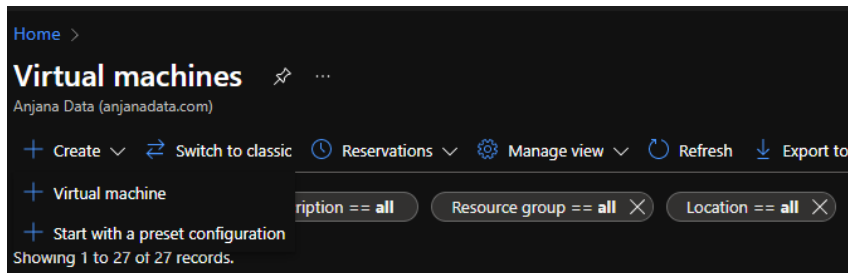 Home >
Virtual machines ...
Anjana Data (anjanadata.com)
+ Create Switch to classic Reservations Manage view Refresh Export to
+ Virtual machine
ription == all Resource group == all Location == all
+ Start with a preset configuration
Showing 1 to 27 of 27 records.